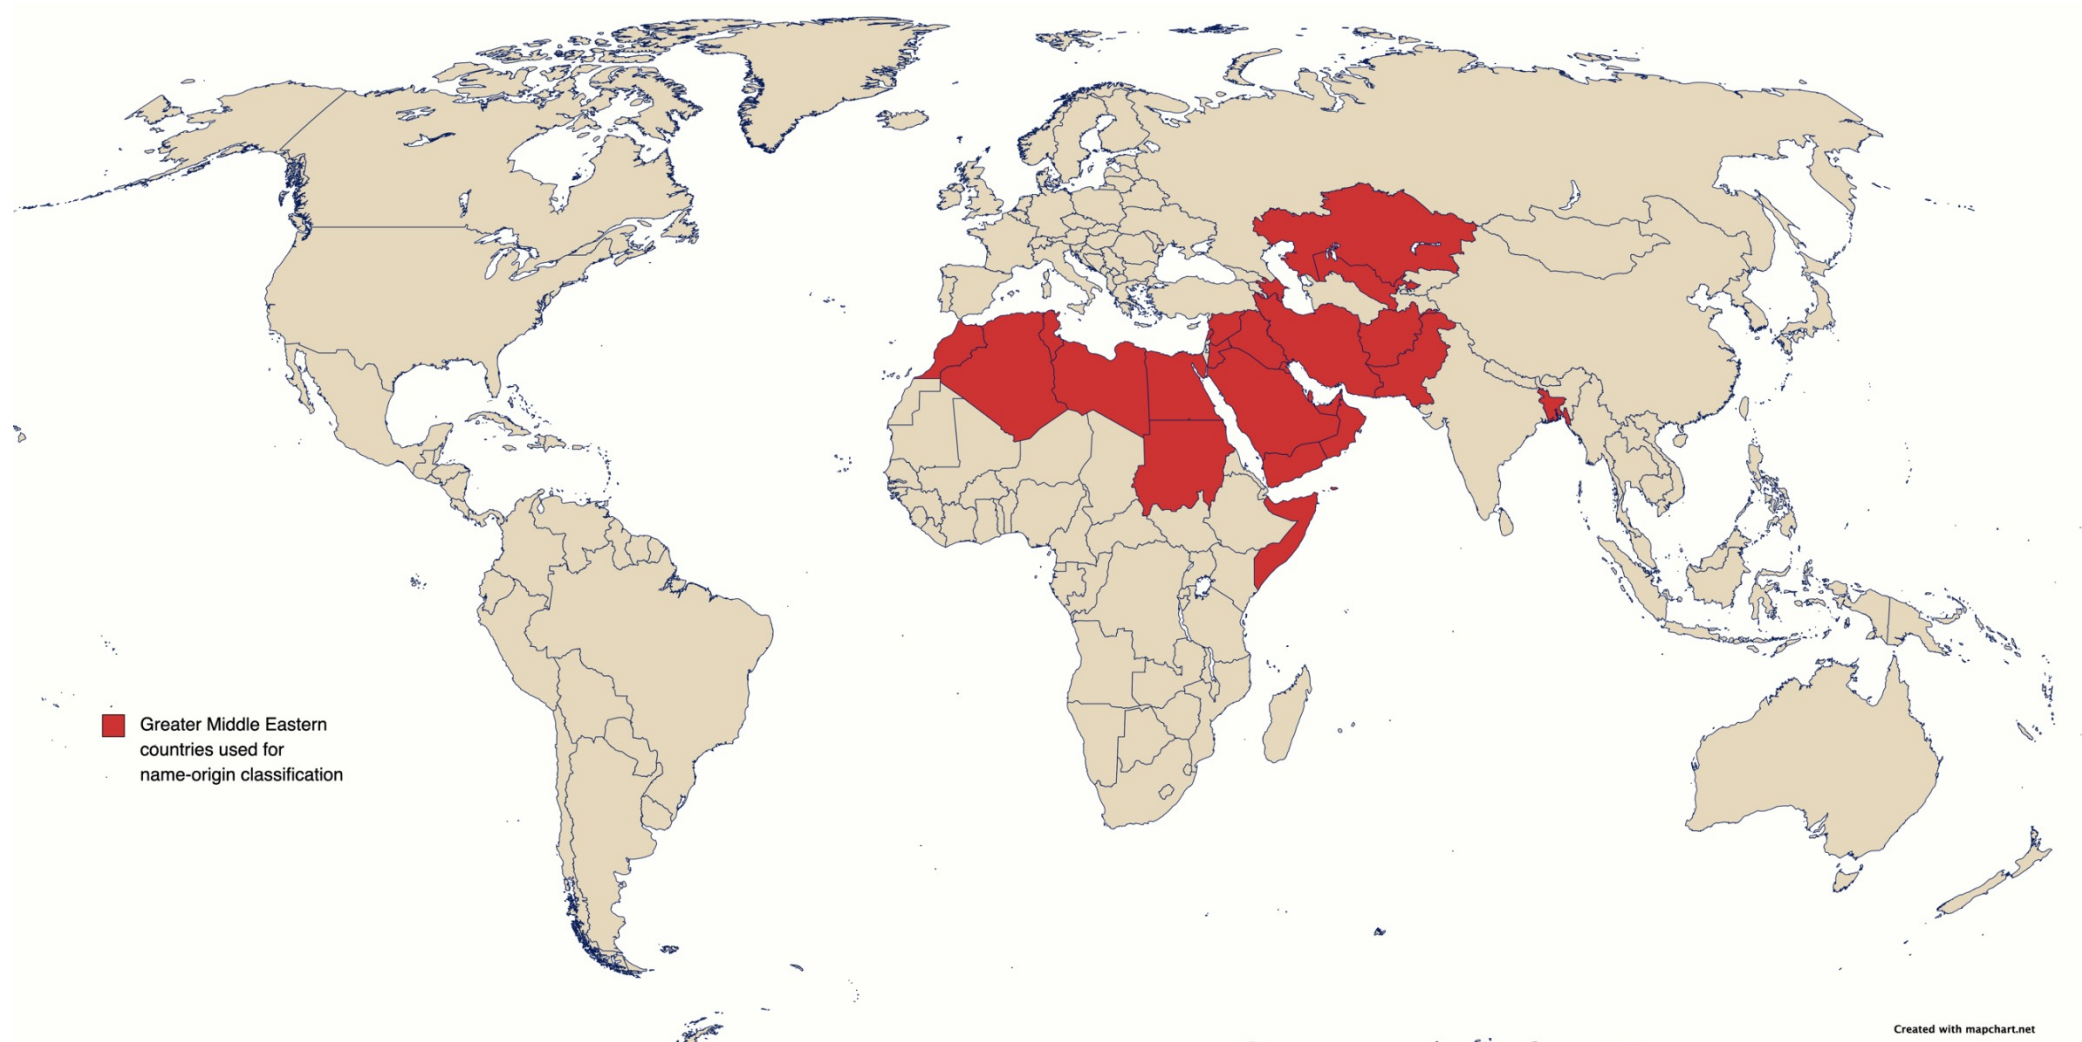 Greater Middle Eastern
countries used for
name-origin classification
Created with mapchart.net